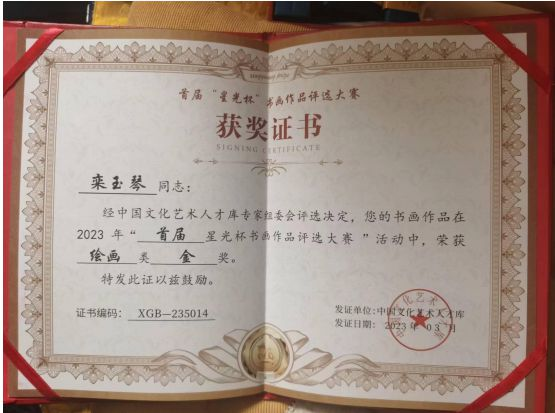 首届“星光杯”书画作品评选大赛
获奖证书
SIGNING CERTIFICATE
栾玉琴 同志：
经中国文化艺术人才库专家组委会评选决定，您的书画作品在
2023 年“ 首届 星光杯书画作品评选大赛 ”活动中，荣获
绘画 类 金 奖。
特发此证以兹鼓励。
证书编码： XGB—235014
发证单位:中国文化艺术人才库
发证日期： 2023 年 03 月